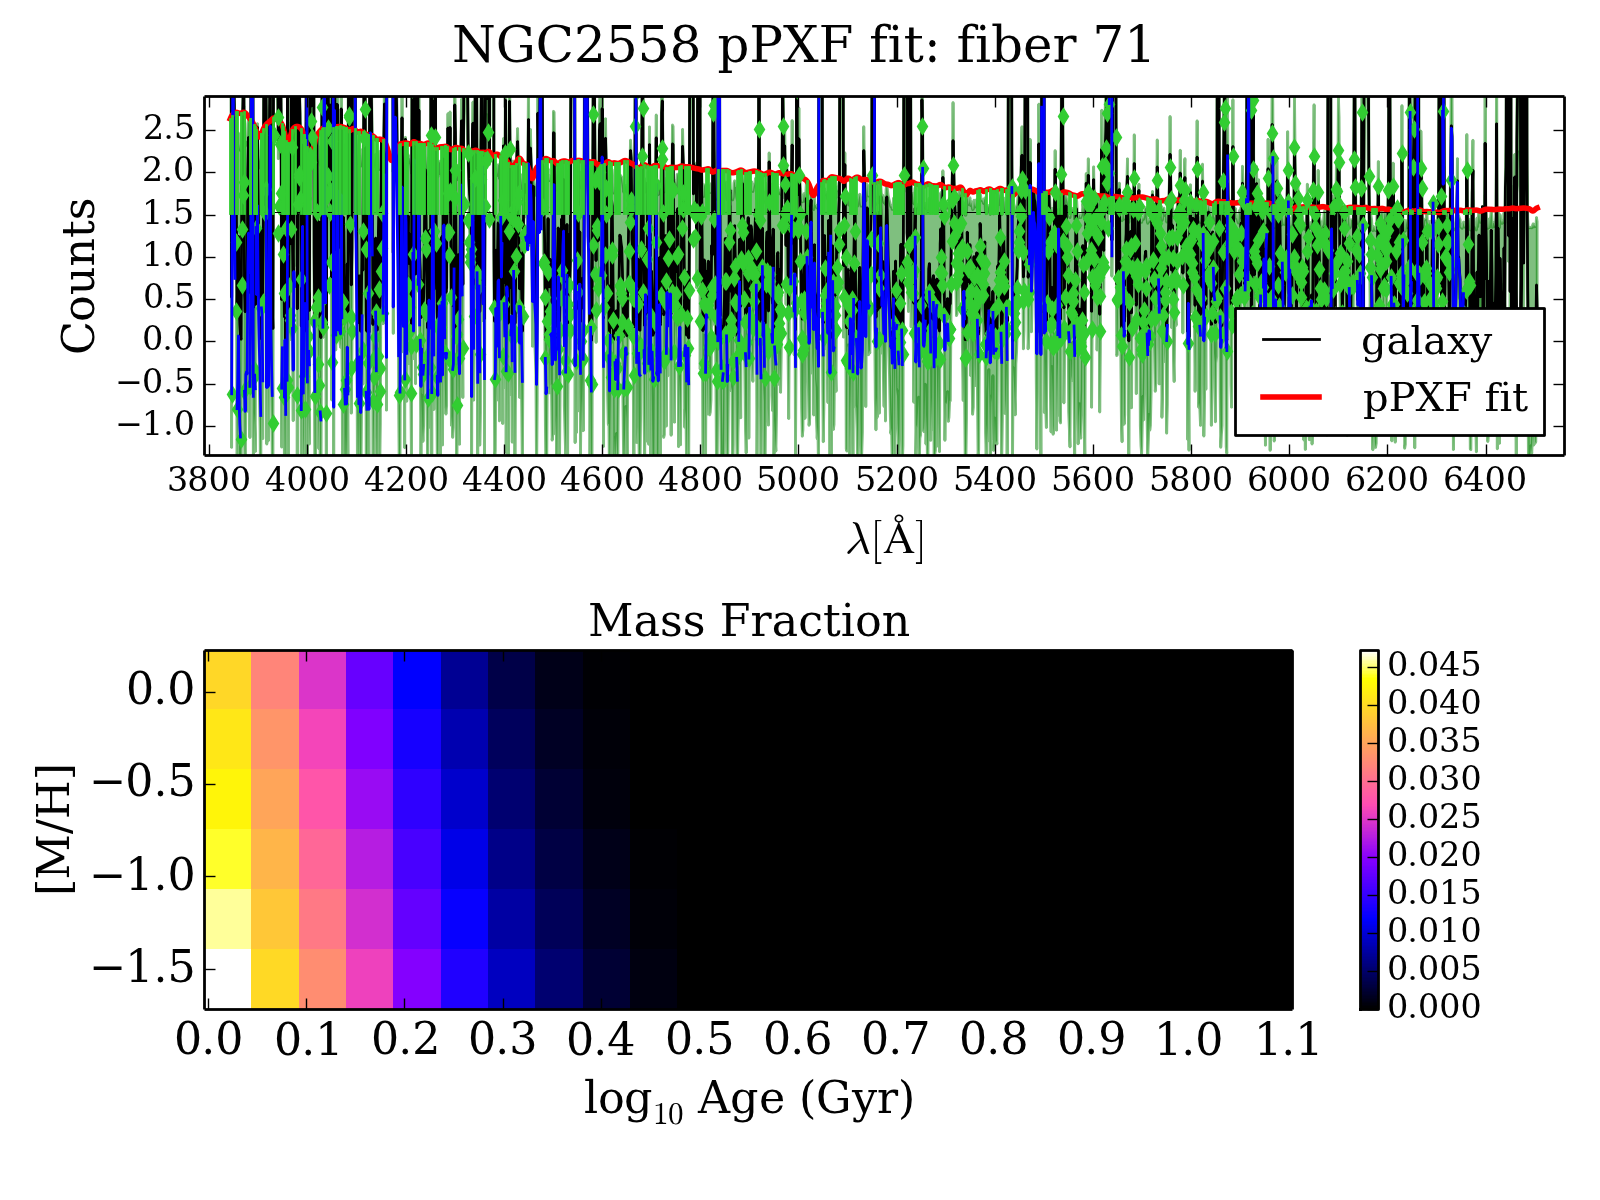 NGC2558 pPXF fit: fiber 71
Counts
2.5
2.0
1.5
1.0
0.5
0.0
−0.5
−1.0
galaxy
pPXF fit
3800 4000 4200 4400 4600 4800 5000 5200 5400 5600 5800 6000 6200 6400
λ[Å]
Mass Fraction
[M/H]
0.0
−0.5
−1.0
−1.5
0.0 0.1 0.2 0.3 0.4 0.5 0.6 0.7 0.8 0.9 1.0 1.1
log₁₀ Age (Gyr)
0.045
0.040
0.035
0.030
0.025
0.020
0.015
0.010
0.005
0.000